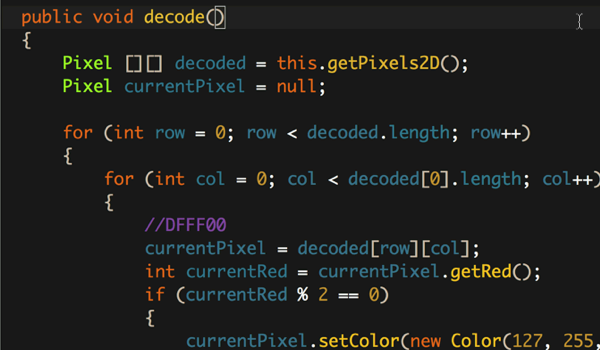 public void decode()
{
    Pixel [][] decoded = this.getPixels2D();
    Pixel currentPixel = null;

    for (int row = 0; row < decoded.length; row++)
    {
        for (int col = 0; col < decoded[0].length; col++)
        {
            //DFFF00
            currentPixel = decoded[row][col];
            int currentRed = currentPixel.getRed();
            if (currentRed % 2 == 0)
            {
                currentPixel.setColor(new Color(127, 255,